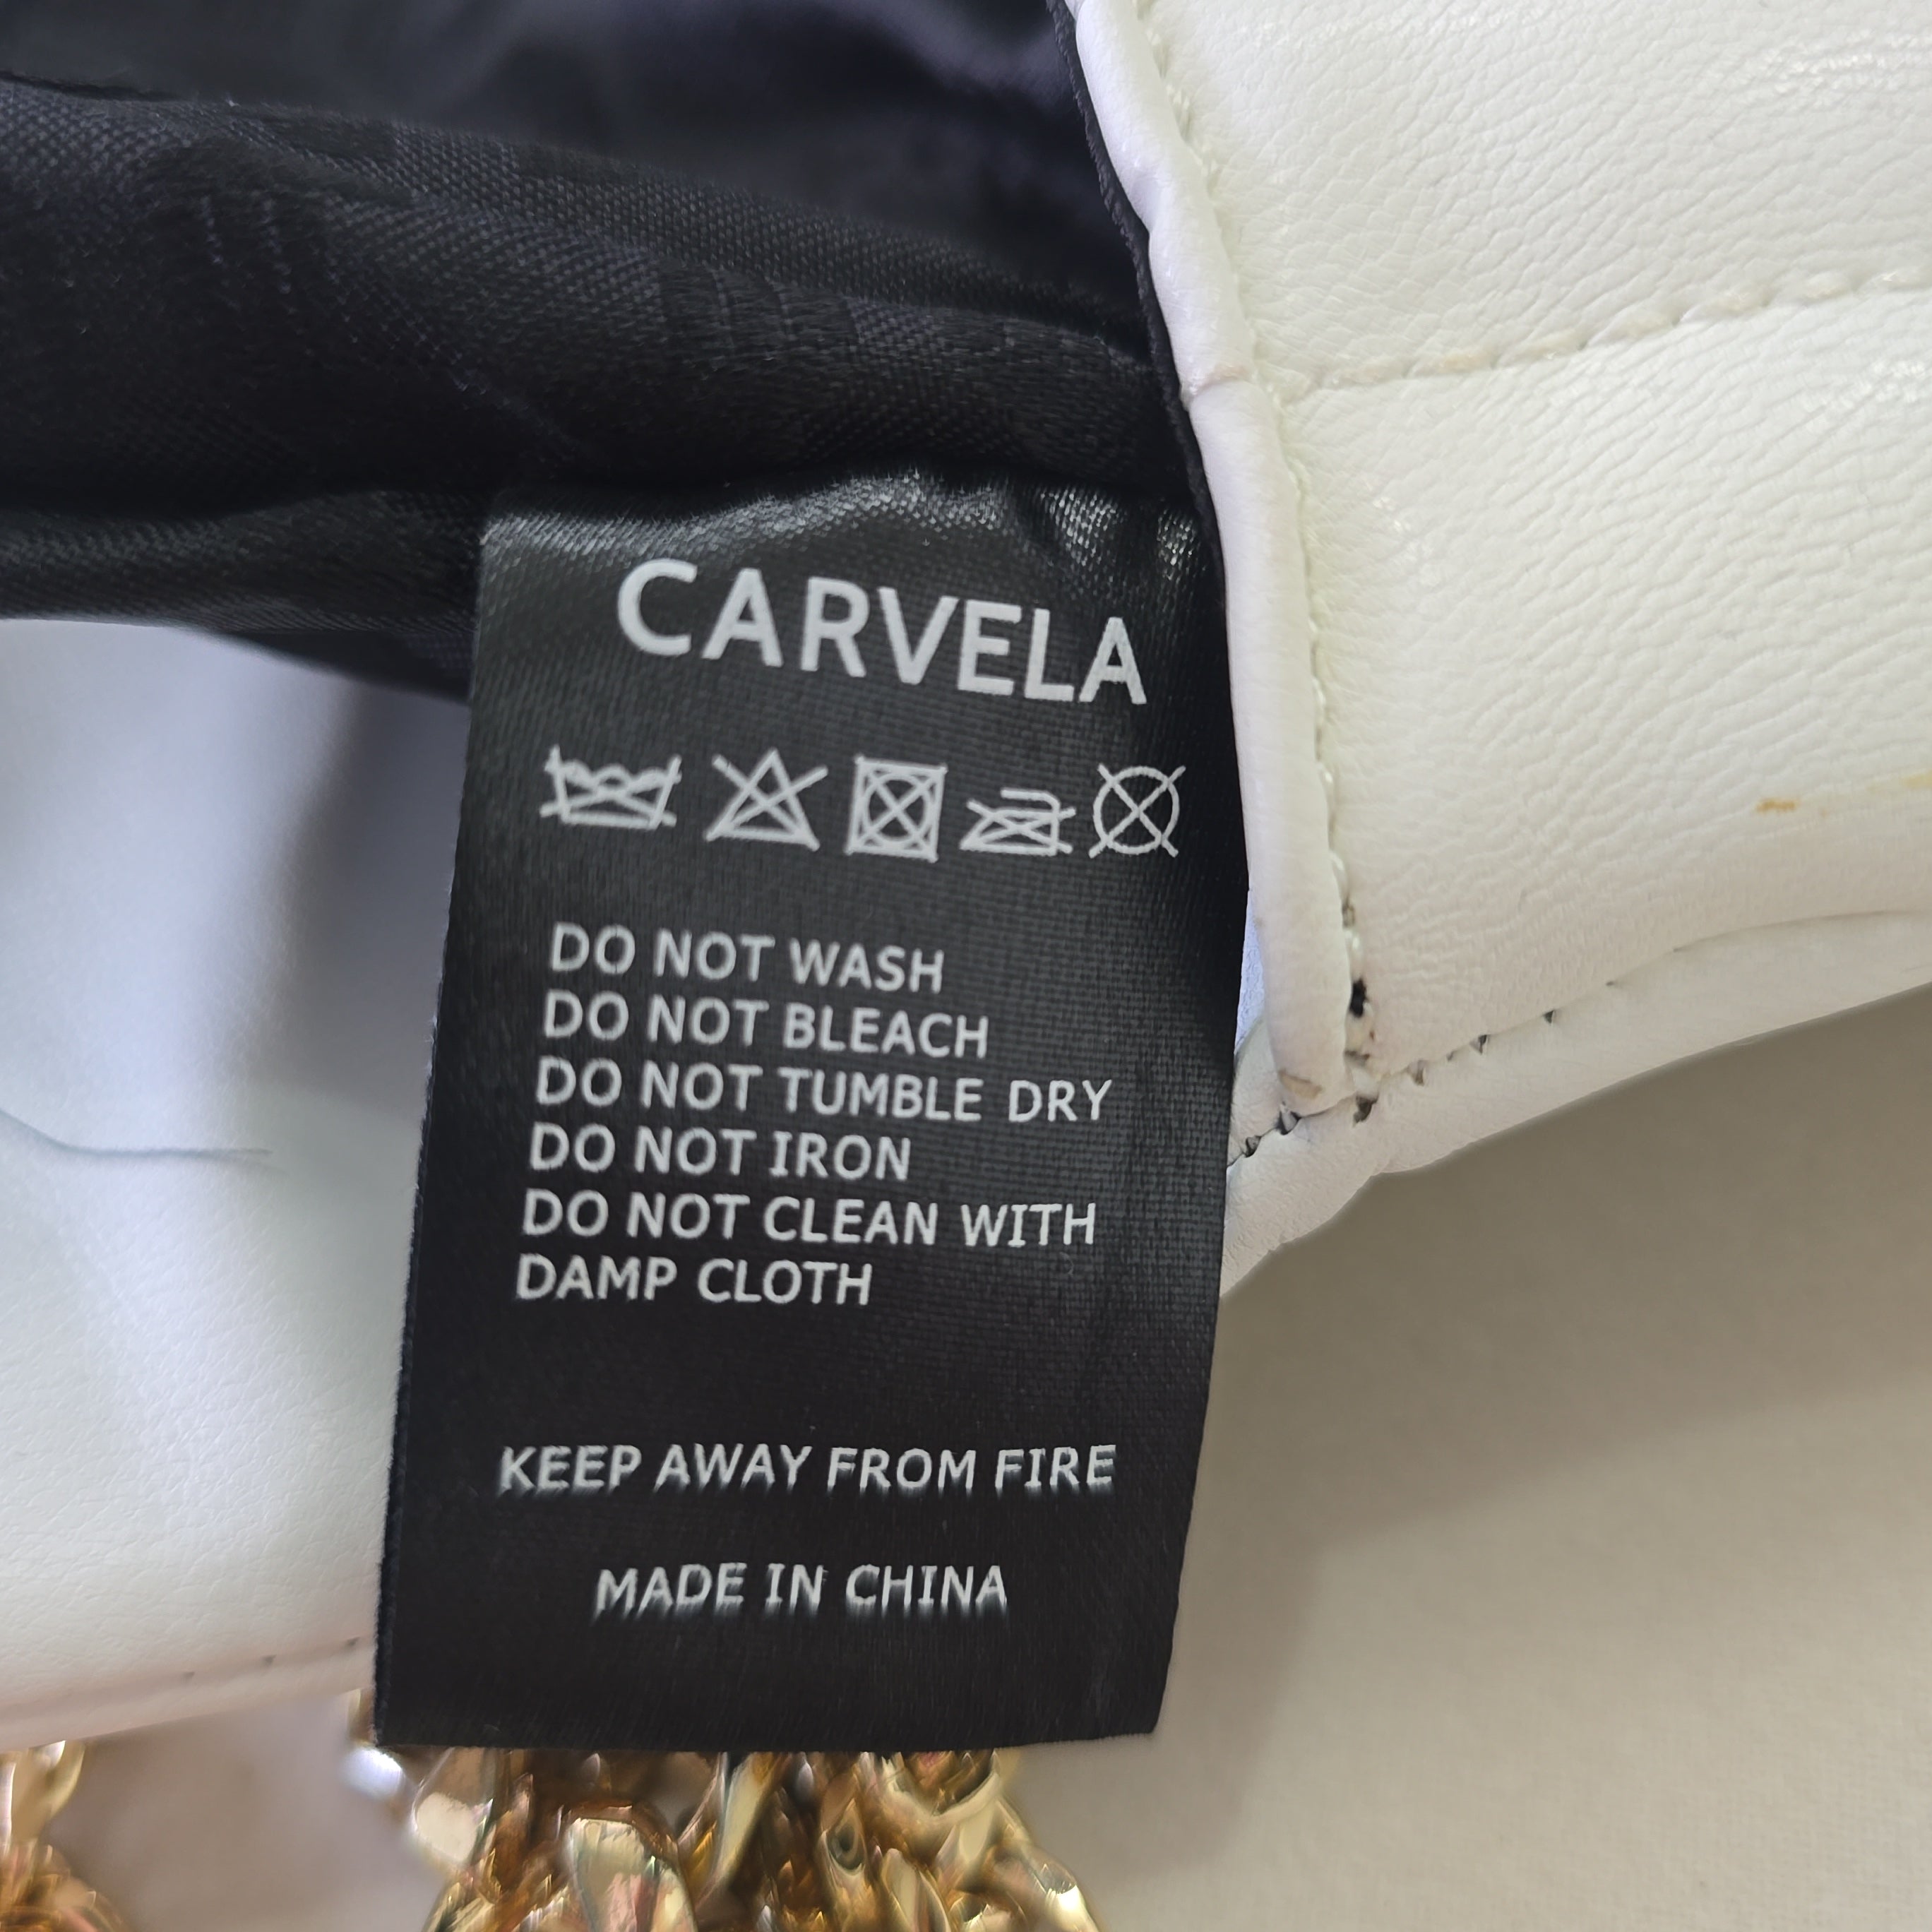 CARVELA
DO NOT WASH
DO NOT BLEACH
DO NOT TUMBLE DRY
DO NOT IRON
DO NOT CLEAN WITH
DAMP CLOTH
KEEP AWAY FROM FIRE
MADE IN CHINA